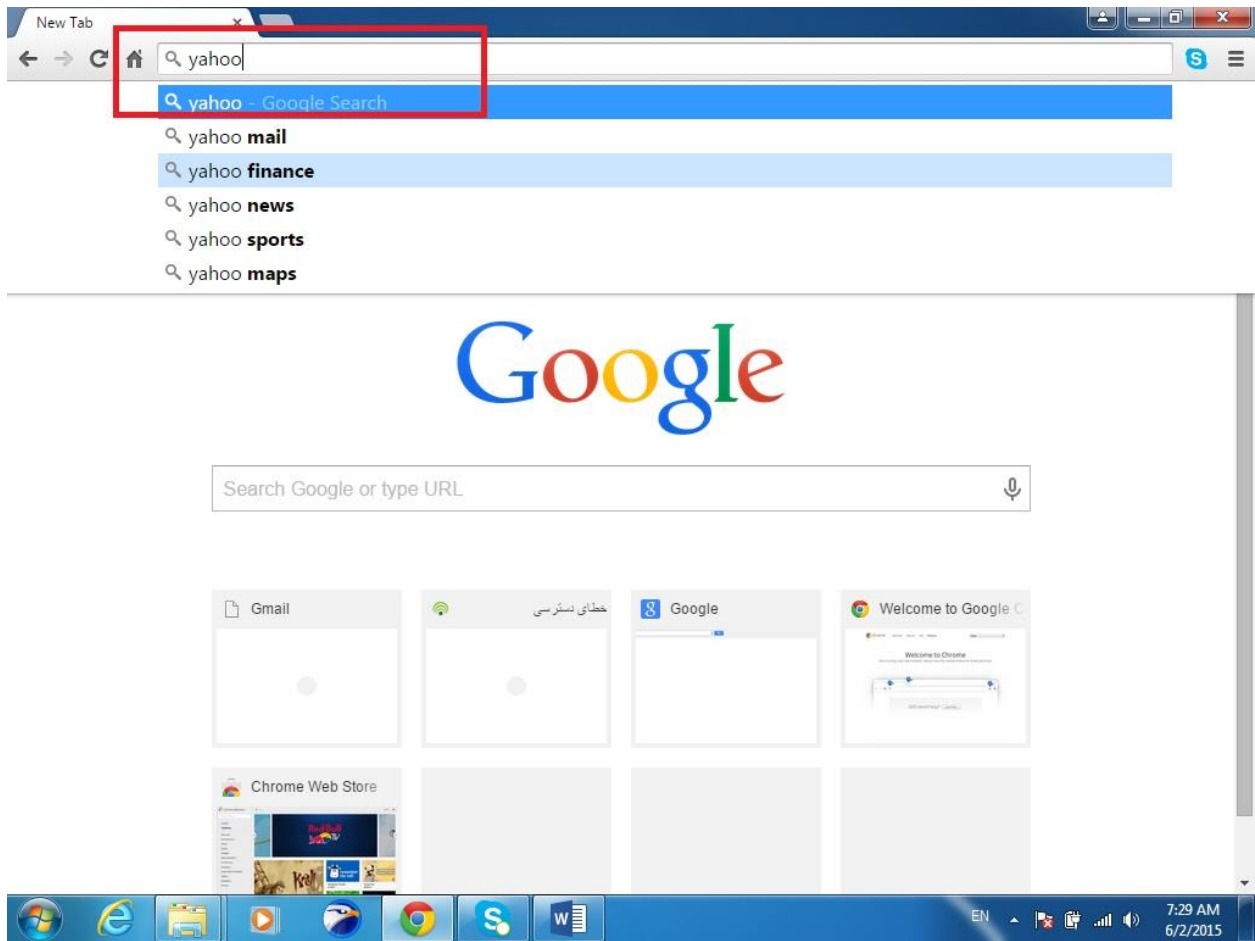 New Tab
yahoo
yahoo - Google Search
yahoo mail
yahoo finance
yahoo news
yahoo sports
yahoo maps
Google
Search Google or type URL
Gmail
خطای دسترسی
Google
Welcome to Google C
Welcome to Chrome
Chrome Web Store
Red Bull
EN
7:29 AM
6/2/2015